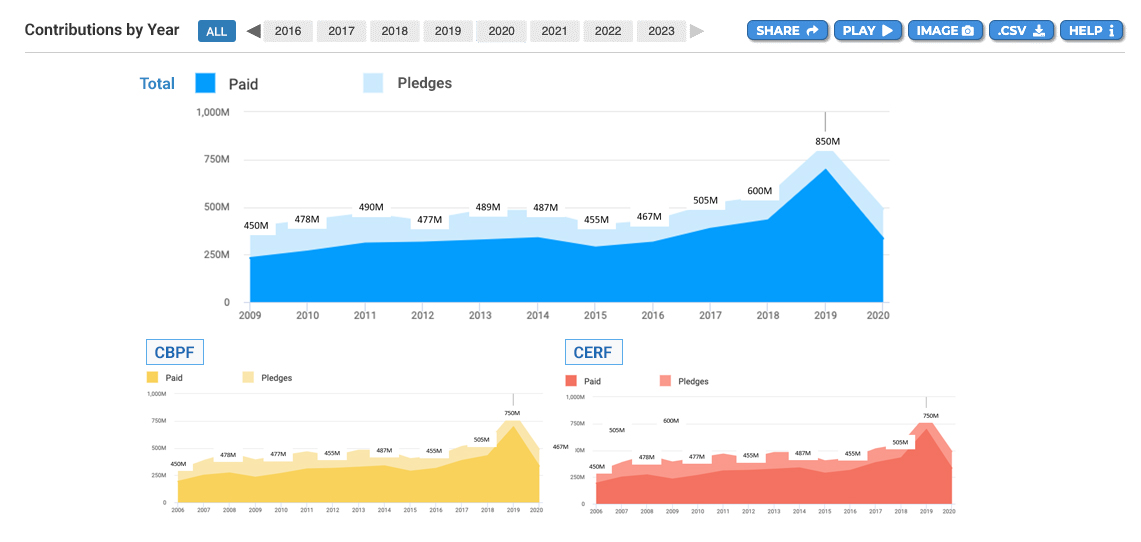 Contributions by Year ALL 2016 2017 2018 2019 2020 2021 2022 2023 SHARE PLAY IMAGE .CSV HELP
Total Paid Pledges
1,000M
850M
750M
600M
505M
500M
490M
489M
487M
478M
477M
467M
455M
450M
250M
0
2009 2010 2011 2012 2013 2014 2015 2016 2017 2018 2019 2020
CBPF
Paid Pledges
1,000M
750M
750M
505M
500M
450M 478M 477M 455M 487M 455M
467M
250M
0
2006 2007 2008 2009 2010 2011 2012 2013 2014 2015 2016 2017 2018 2019 2020
CERF
Paid Pledges
1,000M
750M
750M
600M
505M
505M
I0M
450M 478M 477M 455M 487M 455M
250M
0
2006 2007 2008 2009 2010 2011 2012 2013 2014 2015 2016 2017 2018 2019 2020